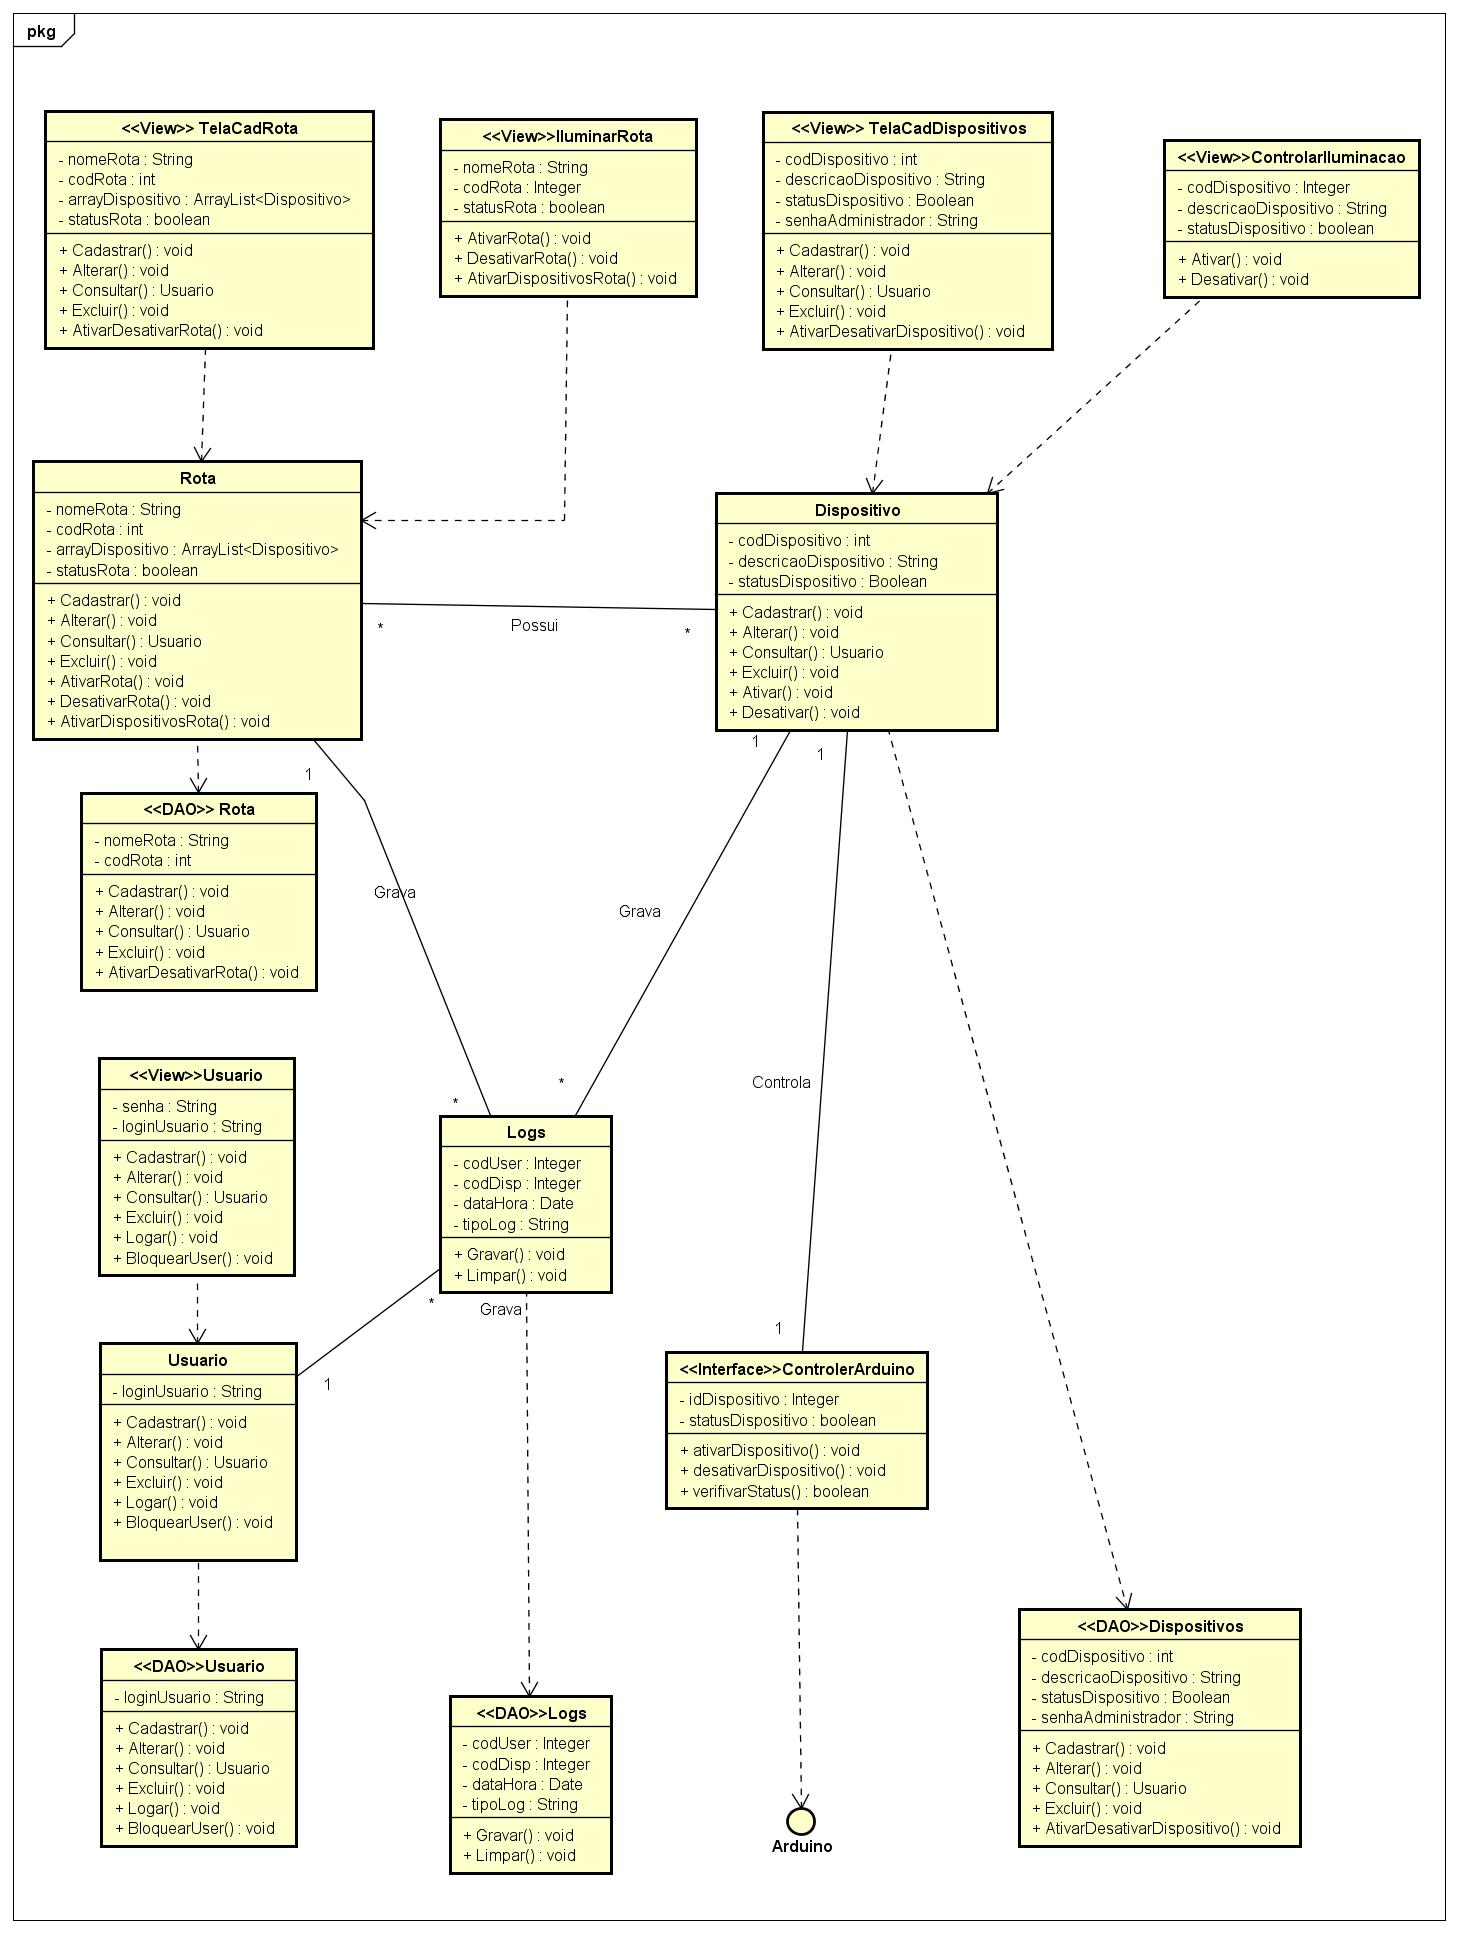 pkg
<<View>> TelaCadRota
- nomeRota : String
- codRota : int
- arrayDispositivo : ArrayList<Dispositivo>
- statusRota : boolean
+ Cadastrar() : void
+ Alterar() : void
+ Consultar() : Usuario
+ Excluir() : void
+ AtivarDesativarRota() : void
<<View>>IluminarRota
- nomeRota : String
- codRota : Integer
- statusRota : boolean
+ AtivarRota() : void
+ DesativarRota() : void
+ AtivarDispositivosRota() : void
<<View>> TelaCadDispositivos
- codDispositivo : int
- descricaoDispositivo : String
- statusDispositivo : Boolean
- senhaAdministrador : String
+ Cadastrar() : void
+ Alterar() : void
+ Consultar() : Usuario
+ Excluir() : void
+ AtivarDesativarDispositivo() : void
<<View>>ControlarIluminacao
- codDispositivo : Integer
- descricaoDispositivo : String
- statusDispositivo : boolean
+ Ativar() : void
+ Desativar() : void
Rota
- nomeRota : String
- codRota : int
- arrayDispositivo : ArrayList<Dispositivo>
- statusRota : boolean
+ Cadastrar() : void
+ Alterar() : void
+ Consultar() : Usuario
+ Excluir() : void
+ AtivarRota() : void
+ DesativarRota() : void
+ AtivarDispositivosRota() : void
*
Possui
*
Dispositivo
- codDispositivo : int
- descricaoDispositivo : String
- statusDispositivo : Boolean
+ Cadastrar() : void
+ Alterar() : void
+ Consultar() : Usuario
+ Excluir() : void
+ Ativar() : void
+ Desativar() : void
1
1
1
<<DAO>> Rota
- nomeRota : String
- codRota : int
+ Cadastrar() : void
+ Alterar() : void
+ Consultar() : Usuario
+ Excluir() : void
+ AtivarDesativarRota() : void
Grava
Grava
Controla
*
*
<<View>>Usuario
- senha : String
- loginUsuario : String
+ Cadastrar() : void
+ Alterar() : void
+ Consultar() : Usuario
+ Excluir() : void
+ Logar() : void
+ BloquearUser() : void
Logs
- codUser : Integer
- codDisp : Integer
- dataHora : Date
- tipoLog : String
+ Gravar() : void
+ Limpar() : void
*
Grava
1
1
Usuario
- loginUsuario : String
+ Cadastrar() : void
+ Alterar() : void
+ Consultar() : Usuario
+ Excluir() : void
+ Logar() : void
+ BloquearUser() : void
<<Interface>>ControlerArduino
- idDispositivo : Integer
- statusDispositivo : boolean
+ ativarDispositivo() : void
+ desativarDispositivo() : void
+ verifivarStatus() : boolean
<<DAO>>Usuario
- loginUsuario : String
+ Cadastrar() : void
+ Alterar() : void
+ Consultar() : Usuario
+ Excluir() : void
+ Logar() : void
+ BloquearUser() : void
<<DAO>>Logs
- codUser : Integer
- codDisp : Integer
- dataHora : Date
- tipoLog : String
+ Gravar() : void
+ Limpar() : void
Arduino
<<DAO>>Dispositivos
- codDispositivo : int
- descricaoDispositivo : String
- statusDispositivo : Boolean
- senhaAdministrador : String
+ Cadastrar() : void
+ Alterar() : void
+ Consultar() : Usuario
+ Excluir() : void
+ AtivarDesativarDispositivo() : void